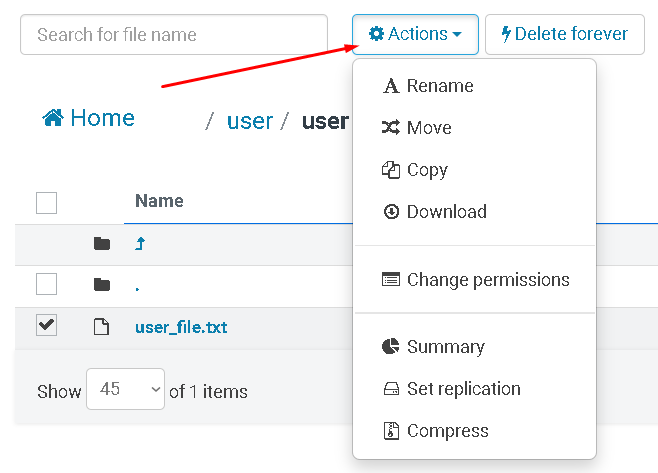 Search for file name
Actions
Delete forever
Rename
Move
Copy
Download
Change permissions
Summary
Set replication
Compress
Home / user / user
Name
.
user_file.txt
Show 45 of 1 items